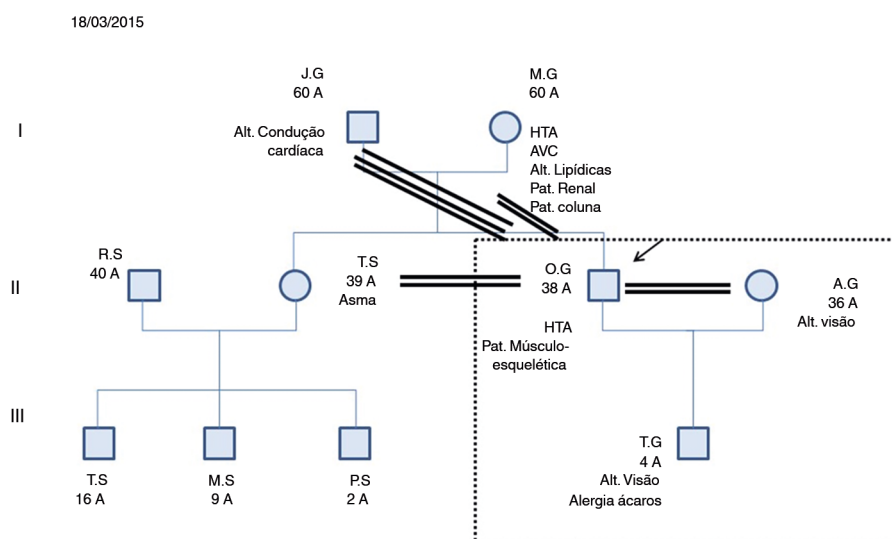 18/03/2015
J.G
60 A
M.G
60 A
I
Alt. Condução
cardíaca
HTA
AVC
Alt. Lipídicas
Pat. Renal
Pat. coluna
R.S
40 A
II
T.S
39 A
Asma
O.G
38 A
HTA
Pat. Músculo-
esquelética
A.G
36 A
Alt. visão
III
T.S
16 A
M.S
9 A
P.S
2 A
T.G
4 A
Alt. Visão
Alergia ácaros